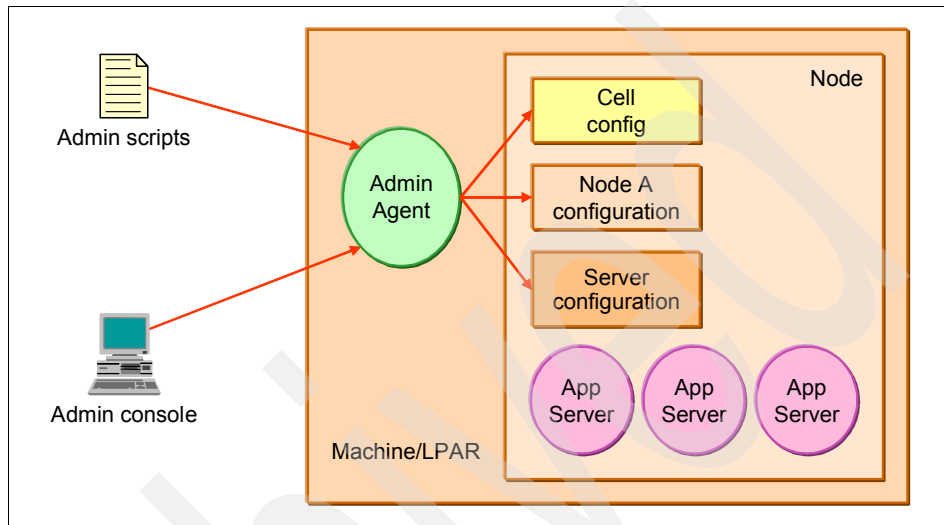 Node
Cell
config
Admin scripts
Admin
Agent
Node A
configuration
Server
configuration
App
Server
App
Server
App
Server
Admin console
Machine/LPAR